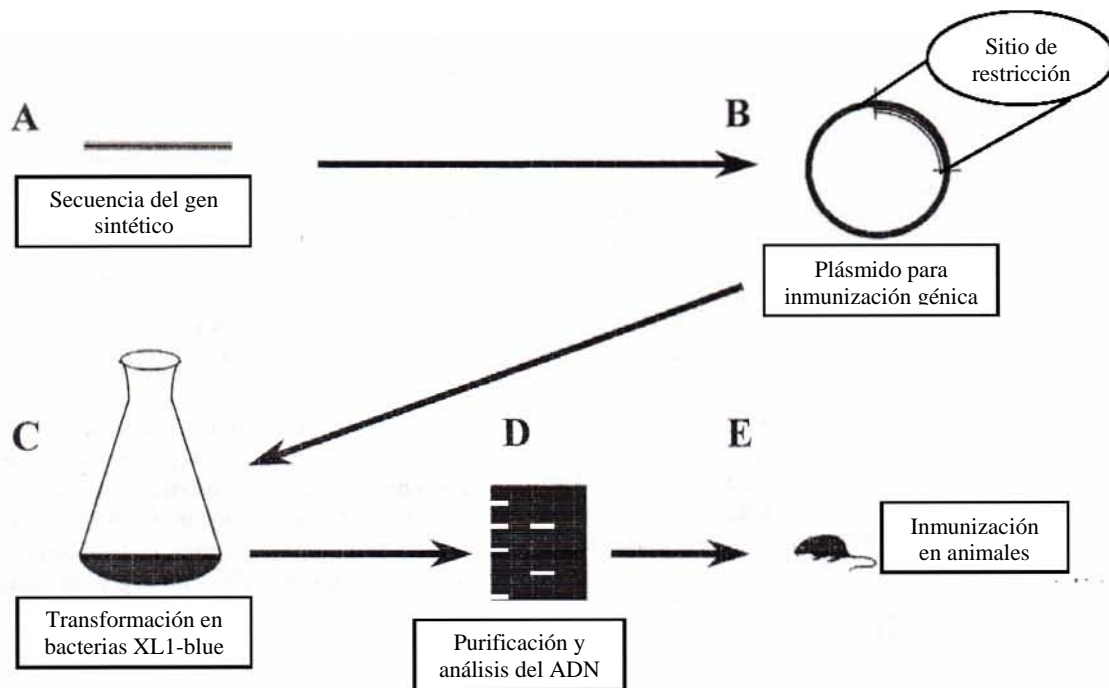 A
Secuencia del gen
sintético
B
Sitio de
restricción
Plásmido para
inmunización génica
C
Transformación en
bacterias XL1-blue
D
Purificación y
análisis del ADN
E
Inmunización
en animales